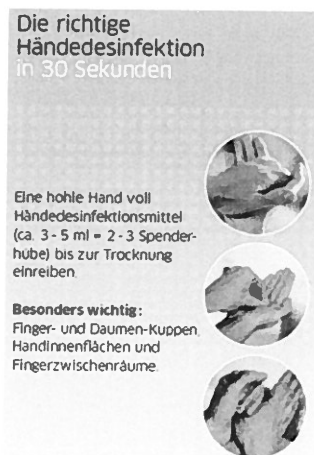 Die richtige
Händedesinfektion
in 30 Sekunden
Eine hohle Hand voll
Händedesinfektionsmittel
(ca. 3 - 5 ml = 2 - 3 Spender-
hübe) bis zur Trocknung
einreiben.
Besonders wichtig:
Finger- und Daumen-Kuppen,
Handinnenflächen und
Fingerzwischenräume.